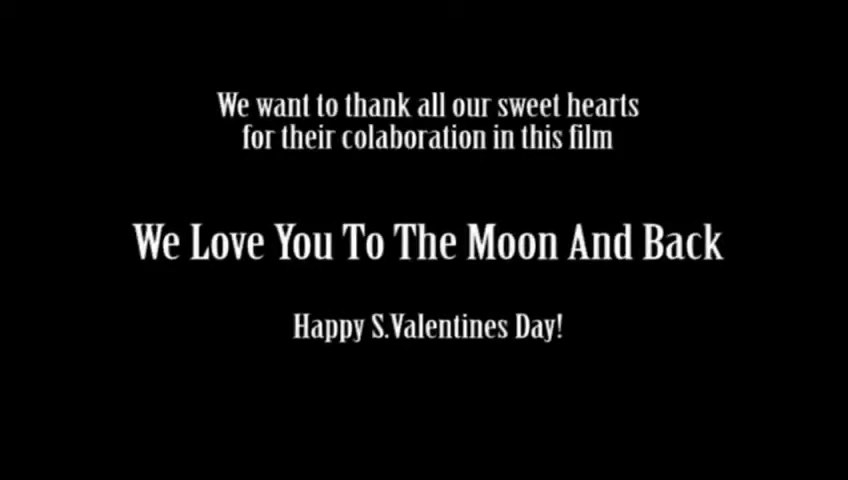 We want to thank all our sweet hearts
for their colaboration in this film
We Love You To The Moon And Back
Happy S.Valentines Day!